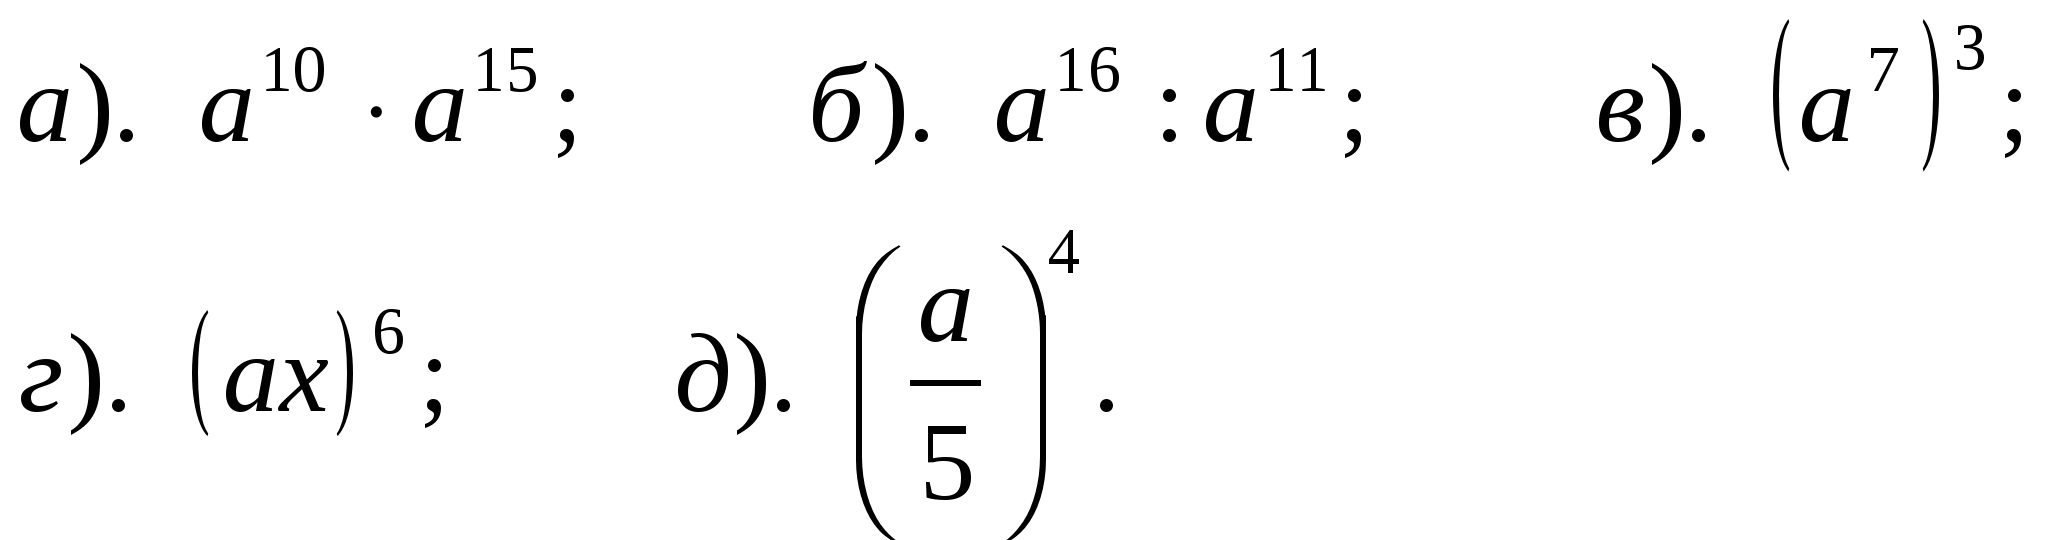 а). a^10 · a^15; б). a^16 : a^11; в). (a^7)^3;
г). (ax)^6; д). (a/5)^4.